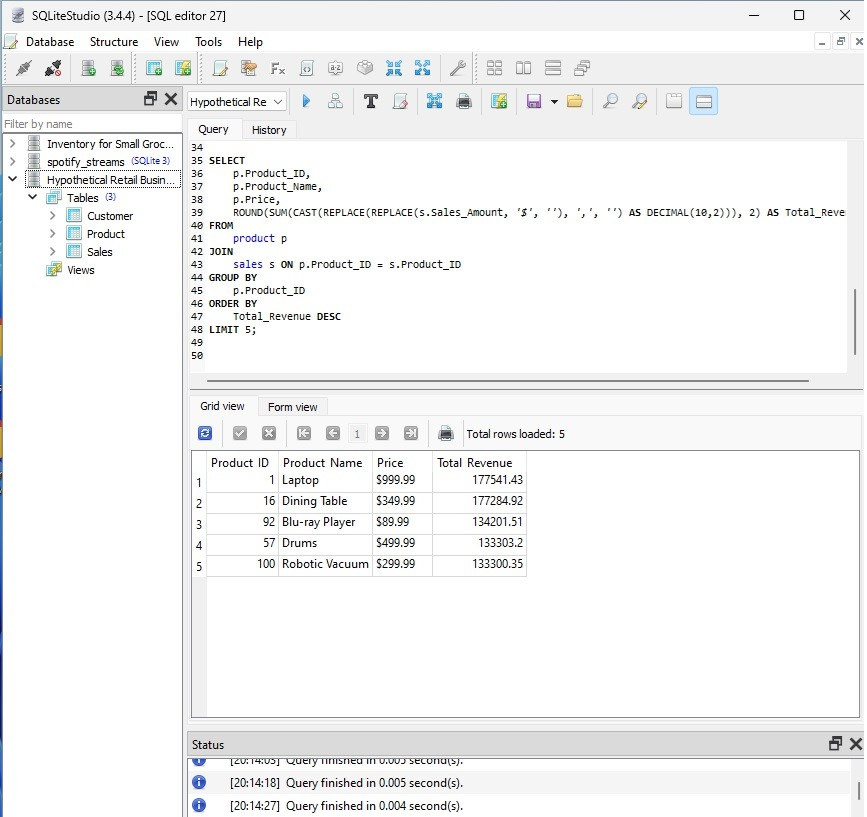 SQLiteStudio (3.4.4) - [SQL editor 27]
Database Structure View Tools Help
Databases
Filter by name
Inventory for Small Groc...
spotify_streams (SQLite 3)
Hypothetical Retail Busin...
Tables (3)
Customer
Product
Sales
Views
Hypothetical Re
Query History
34
35 SELECT
36 p.Product_ID,
37 p.Product_Name,
38 p.Price,
39 ROUND(SUM(CAST(REPLACE(REPLACE(s.Sales_Amount, '$', ''), ',', '') AS DECIMAL(10,2))), 2) AS Total_Reve
40 FROM
41 product p
42 JOIN
43 sales s ON p.Product_ID = s.Product_ID
44 GROUP BY
45 p.Product_ID
46 ORDER BY
47 Total_Revenue DESC
48 LIMIT 5;
49
50
Grid view Form view
1 Total rows loaded: 5
Product ID Product Name Price Total Revenue
1 1 Laptop $999.99 177541.43
2 16 Dining Table $349.99 177284.92
3 92 Blu-ray Player $89.99 134201.51
4 57 Drums $499.99 133303.2
5 100 Robotic Vacuum $299.99 133300.35
Status
[20:14:05] Query finished in 0.005 second(s).
[20:14:18] Query finished in 0.005 second(s).
[20:14:27] Query finished in 0.004 second(s).